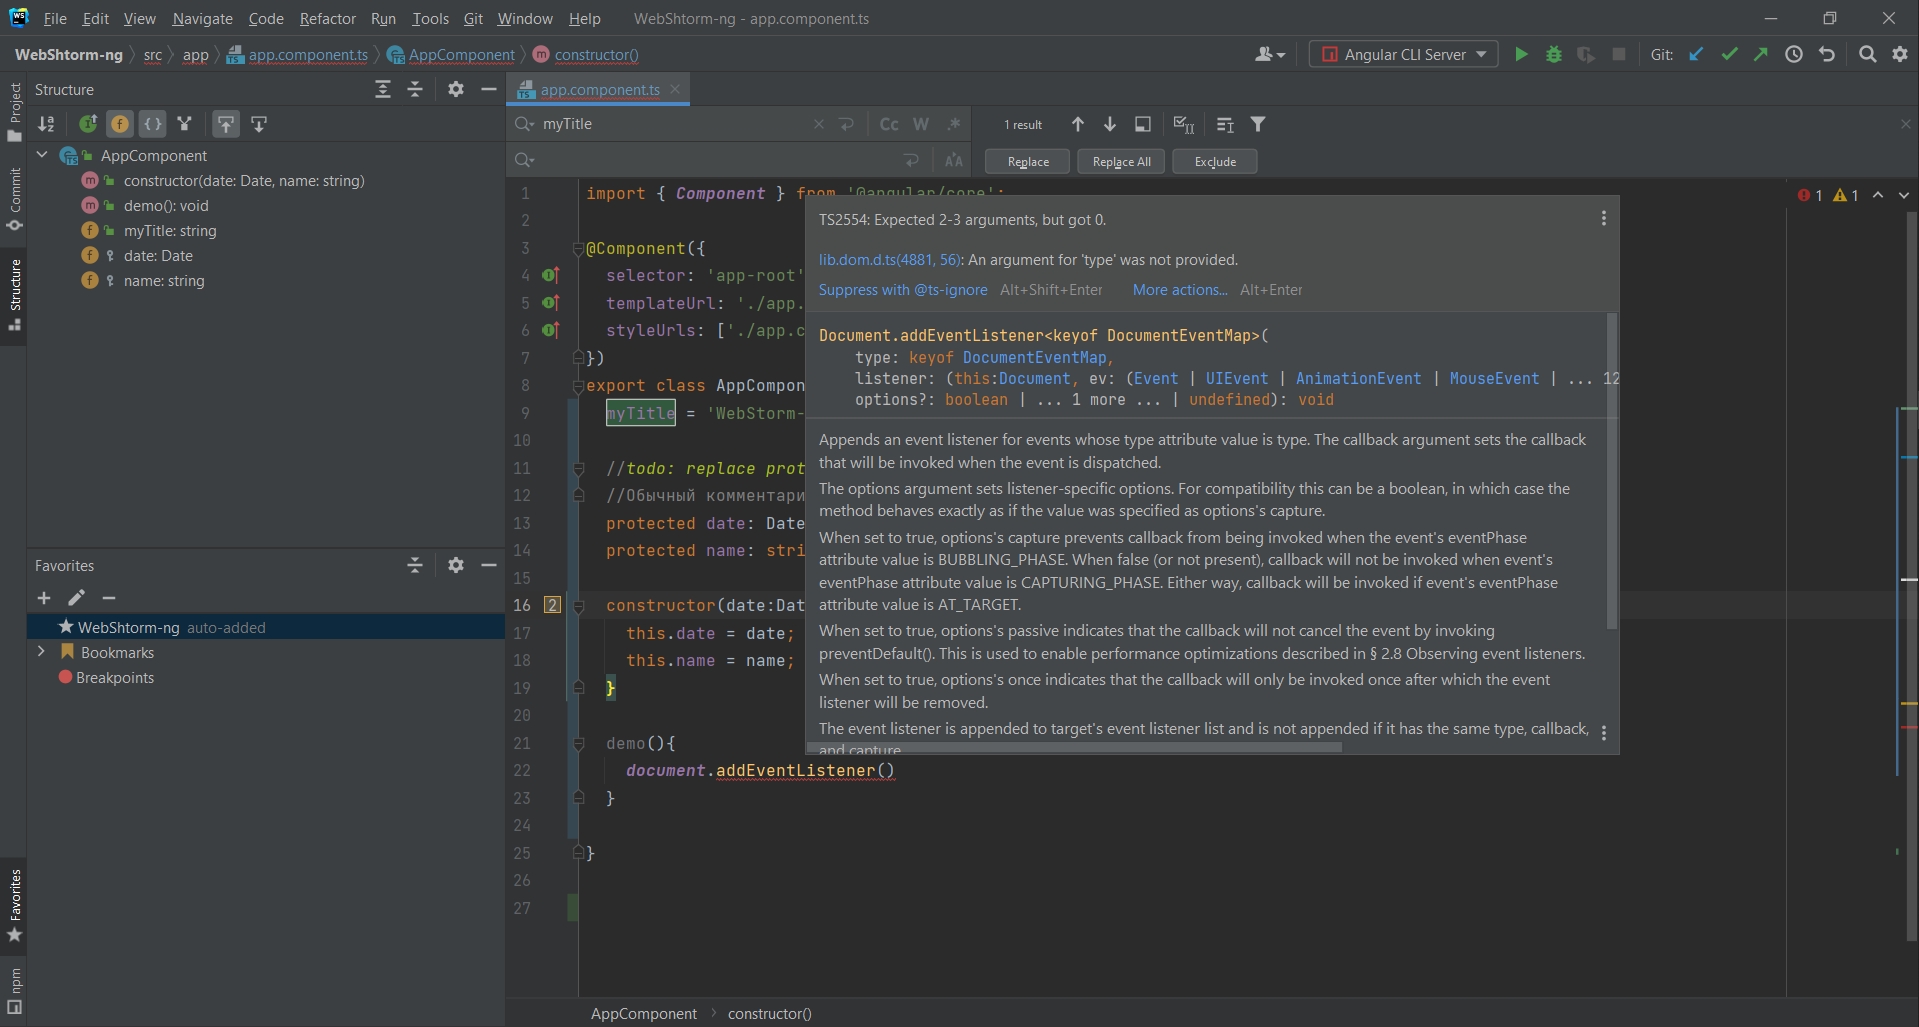 File Edit View Navigate Code Refactor Run Tools Git Window Help WebShtorm-ng - app.component.ts
WebShtorm-ng src app app.component.ts AppComponent constructor() Angular CLI Server Git:
Project
Commit
Structure
Favorites
npm
Structure
AppComponent
constructor(date: Date, name: string)
demo(): void
myTitle: string
date: Date
name: string
Favorites
WebShtorm-ng auto-added
Bookmarks
Breakpoints
app.component.ts
myTitle Cc W .* 1 result
Replace Replace All Exclude
1 1
1 import { Component } from '@angular/core';
2
3 @Component({
4 selector: 'app-root'
5 templateUrl: './app.
6 styleUrls: ['./app.c
7 })
8 export class AppCompon
9 myTitle = 'WebStorm-
10
11 //todo: replace prot
12 //Обычный комментари
13 protected date: Date
14 protected name: stri
15
16 2 constructor(date:Dat
17 this.date = date;
18 this.name = name;
19 }
20
21 demo(){
22 document.addEventListener()
23 }
24
25 }
26
27
TS2554: Expected 2-3 arguments, but got 0.
lib.dom.d.ts(4881, 56): An argument for 'type' was not provided.
Suppress with @ts-ignore Alt+Shift+Enter More actions... Alt+Enter
Document.addEventListener<keyof DocumentEventMap>(
type: keyof DocumentEventMap,
listener: (this:Document, ev: (Event | UIEvent | AnimationEvent | MouseEvent | ... 12
options?: boolean | ... 1 more ... | undefined): void
Appends an event listener for events whose type attribute value is type. The callback argument sets the callback
that will be invoked when the event is dispatched.
The options argument sets listener-specific options. For compatibility this can be a boolean, in which case the
method behaves exactly as if the value was specified as options's capture.
When set to true, options's capture prevents callback from being invoked when the event's eventPhase
attribute value is BUBBLING_PHASE. When false (or not present), callback will not be invoked when event's
eventPhase attribute value is CAPTURING_PHASE. Either way, callback will be invoked if event's eventPhase
attribute value is AT_TARGET.
When set to true, options's passive indicates that the callback will not cancel the event by invoking
preventDefault(). This is used to enable performance optimizations described in § 2.8 Observing event listeners.
When set to true, options's once indicates that the callback will only be invoked once after which the event
listener will be removed.
The event listener is appended to target's event listener list and is not appended if it has the same type, callback,
and capture
AppComponent constructor()